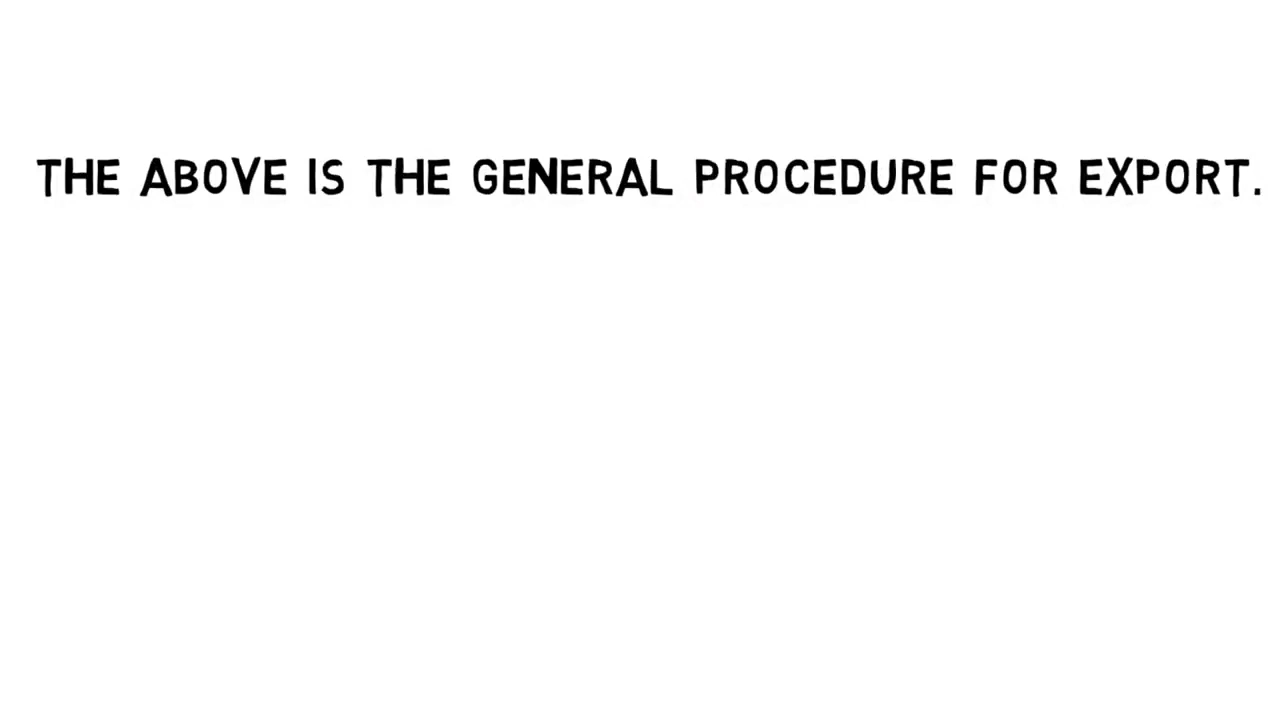 THE ABOVE IS THE GENERAL PROCEDURE FOR EXPORT.